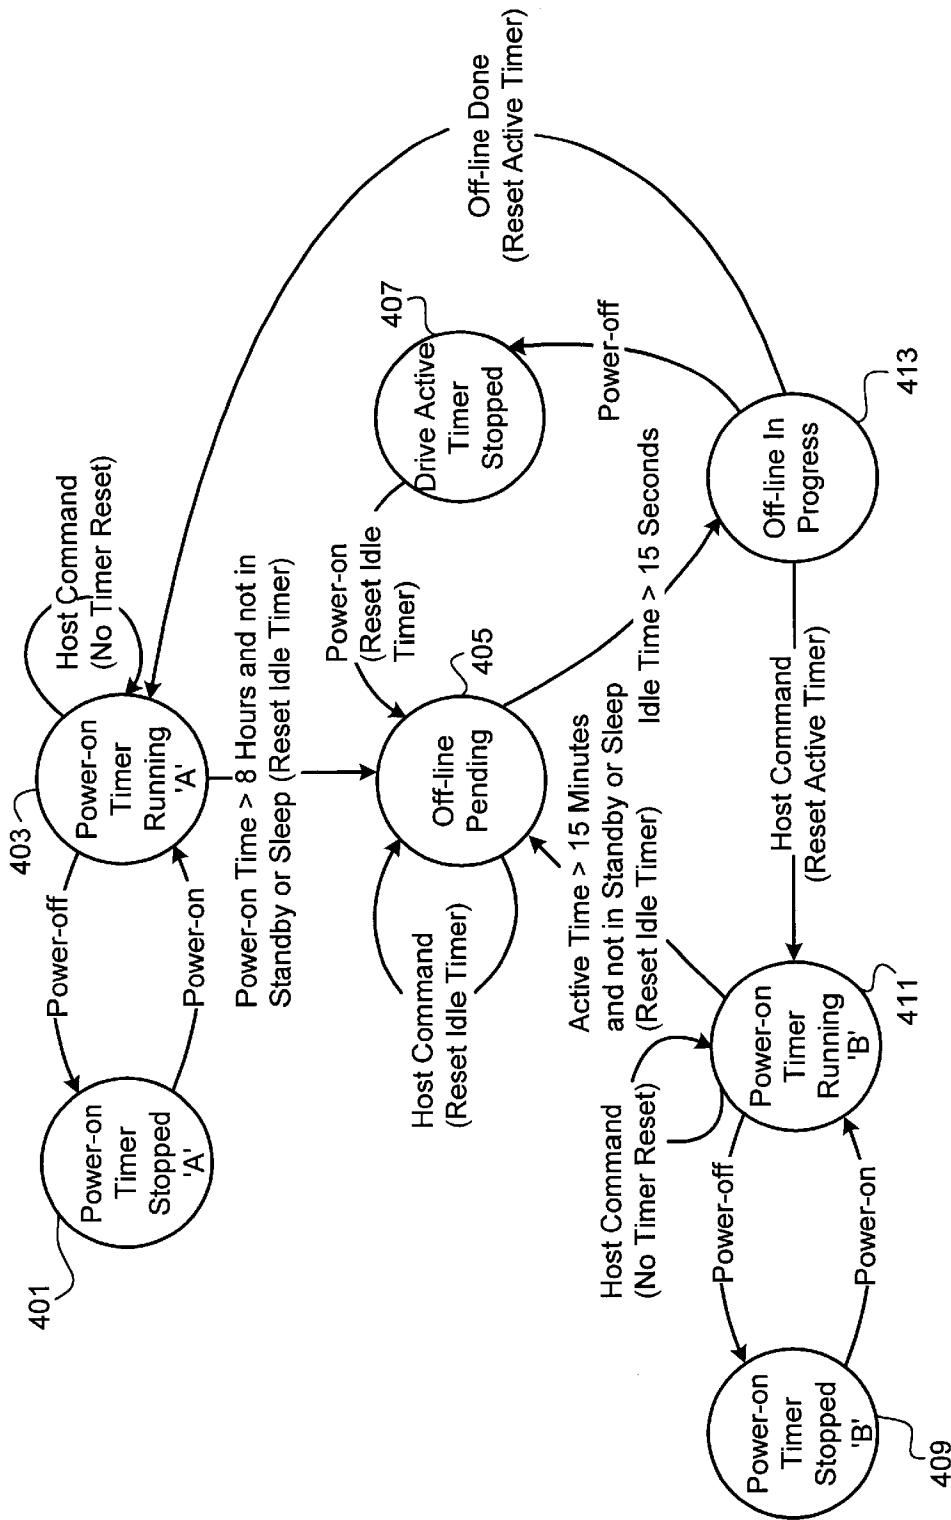 401
Power-on
Timer
Stopped
'A'
Power-off
Power-on
403
Power-on
Timer
Running
'A'
Host Command
(No Timer Reset)
Power-on Time > 8 Hours and not in
Standby or Sleep (Reset Idle Timer)
Off-line Done
(Reset Active Timer)
Host Command
(Reset Idle Timer)
Off-line
Pending
405
Power-on
(Reset Idle
Timer)
Drive Active
Timer
Stopped
407
Power-off
Idle Time > 15 Seconds
Active Time > 15 Minutes
and not in Standby or Sleep
(Reset Idle Timer)
Host Command
(No Timer Reset)
Power-off
Power-on
409
Power-on
Timer
Stopped
'B'
Power-on
Timer
Running
'B'
411
Host Command
(Reset Active Timer)
Off-line In
Progress
413